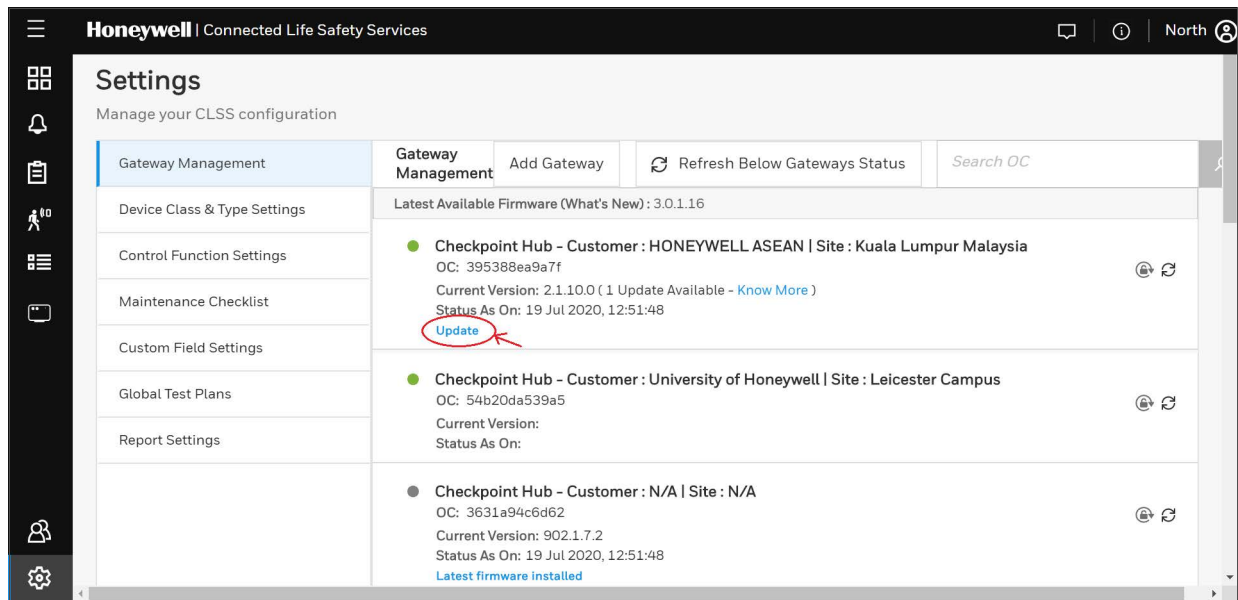 Honeywell | Connected Life Safety Services
North
Settings
Manage your CLSS configuration
Gateway Management
Device Class & Type Settings
Control Function Settings
Maintenance Checklist
Custom Field Settings
Global Test Plans
Report Settings
Gateway
Management
Add Gateway
Refresh Below Gateways Status
Search OC
Latest Available Firmware (What's New) : 3.0.1.16
Checkpoint Hub - Customer : HONEYWELL ASEAN | Site : Kuala Lumpur Malaysia
OC: 395388ea9a7f
Current Version: 2.1.10.0 ( 1 Update Available - Know More )
Status As On: 19 Jul 2020, 12:51:48
Update
Checkpoint Hub - Customer : University of Honeywell | Site : Leicester Campus
OC: 54b20da539a5
Current Version:
Status As On:
Checkpoint Hub - Customer : N/A | Site : N/A
OC: 3631a94c6d62
Current Version: 902.1.7.2
Status As On: 19 Jul 2020, 12:51:48
Latest firmware installed